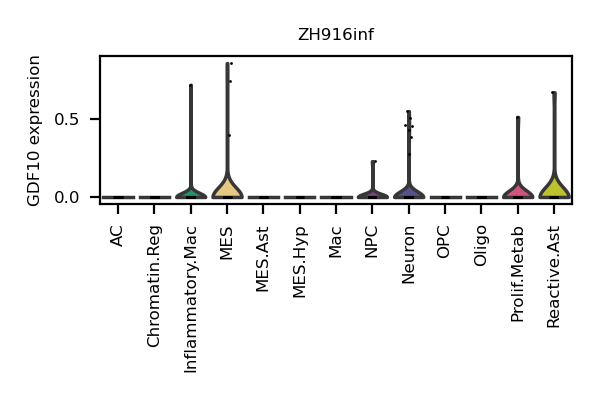 ZH916inf
GDF10 expression
0.5
0.0
AC
Chromatin.Reg
Inflammatory.Mac
MES
MES.Ast
MES.Hyp
Mac
NPC
Neuron
OPC
Oligo
Prolif.Metab
Reactive.Ast